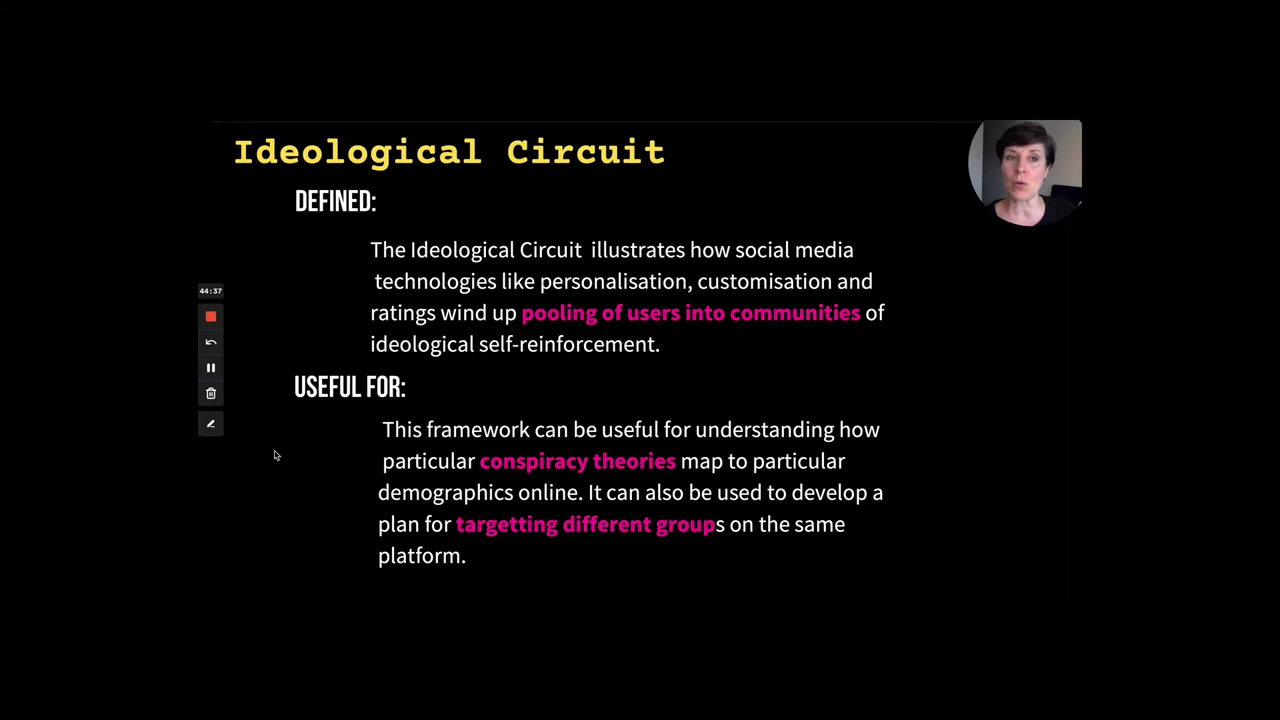 Ideological Circuit
DEFINED:
The Ideological Circuit illustrates how social media
technologies like personalisation, customisation and
ratings wind up pooling of users into communities of
ideological self-reinforcement.
44:37
USEFUL FOR:
This framework can be useful for understanding how
particular conspiracy theories map to particular
demographics online. It can also be used to develop a
plan for targetting different groups on the same
platform.